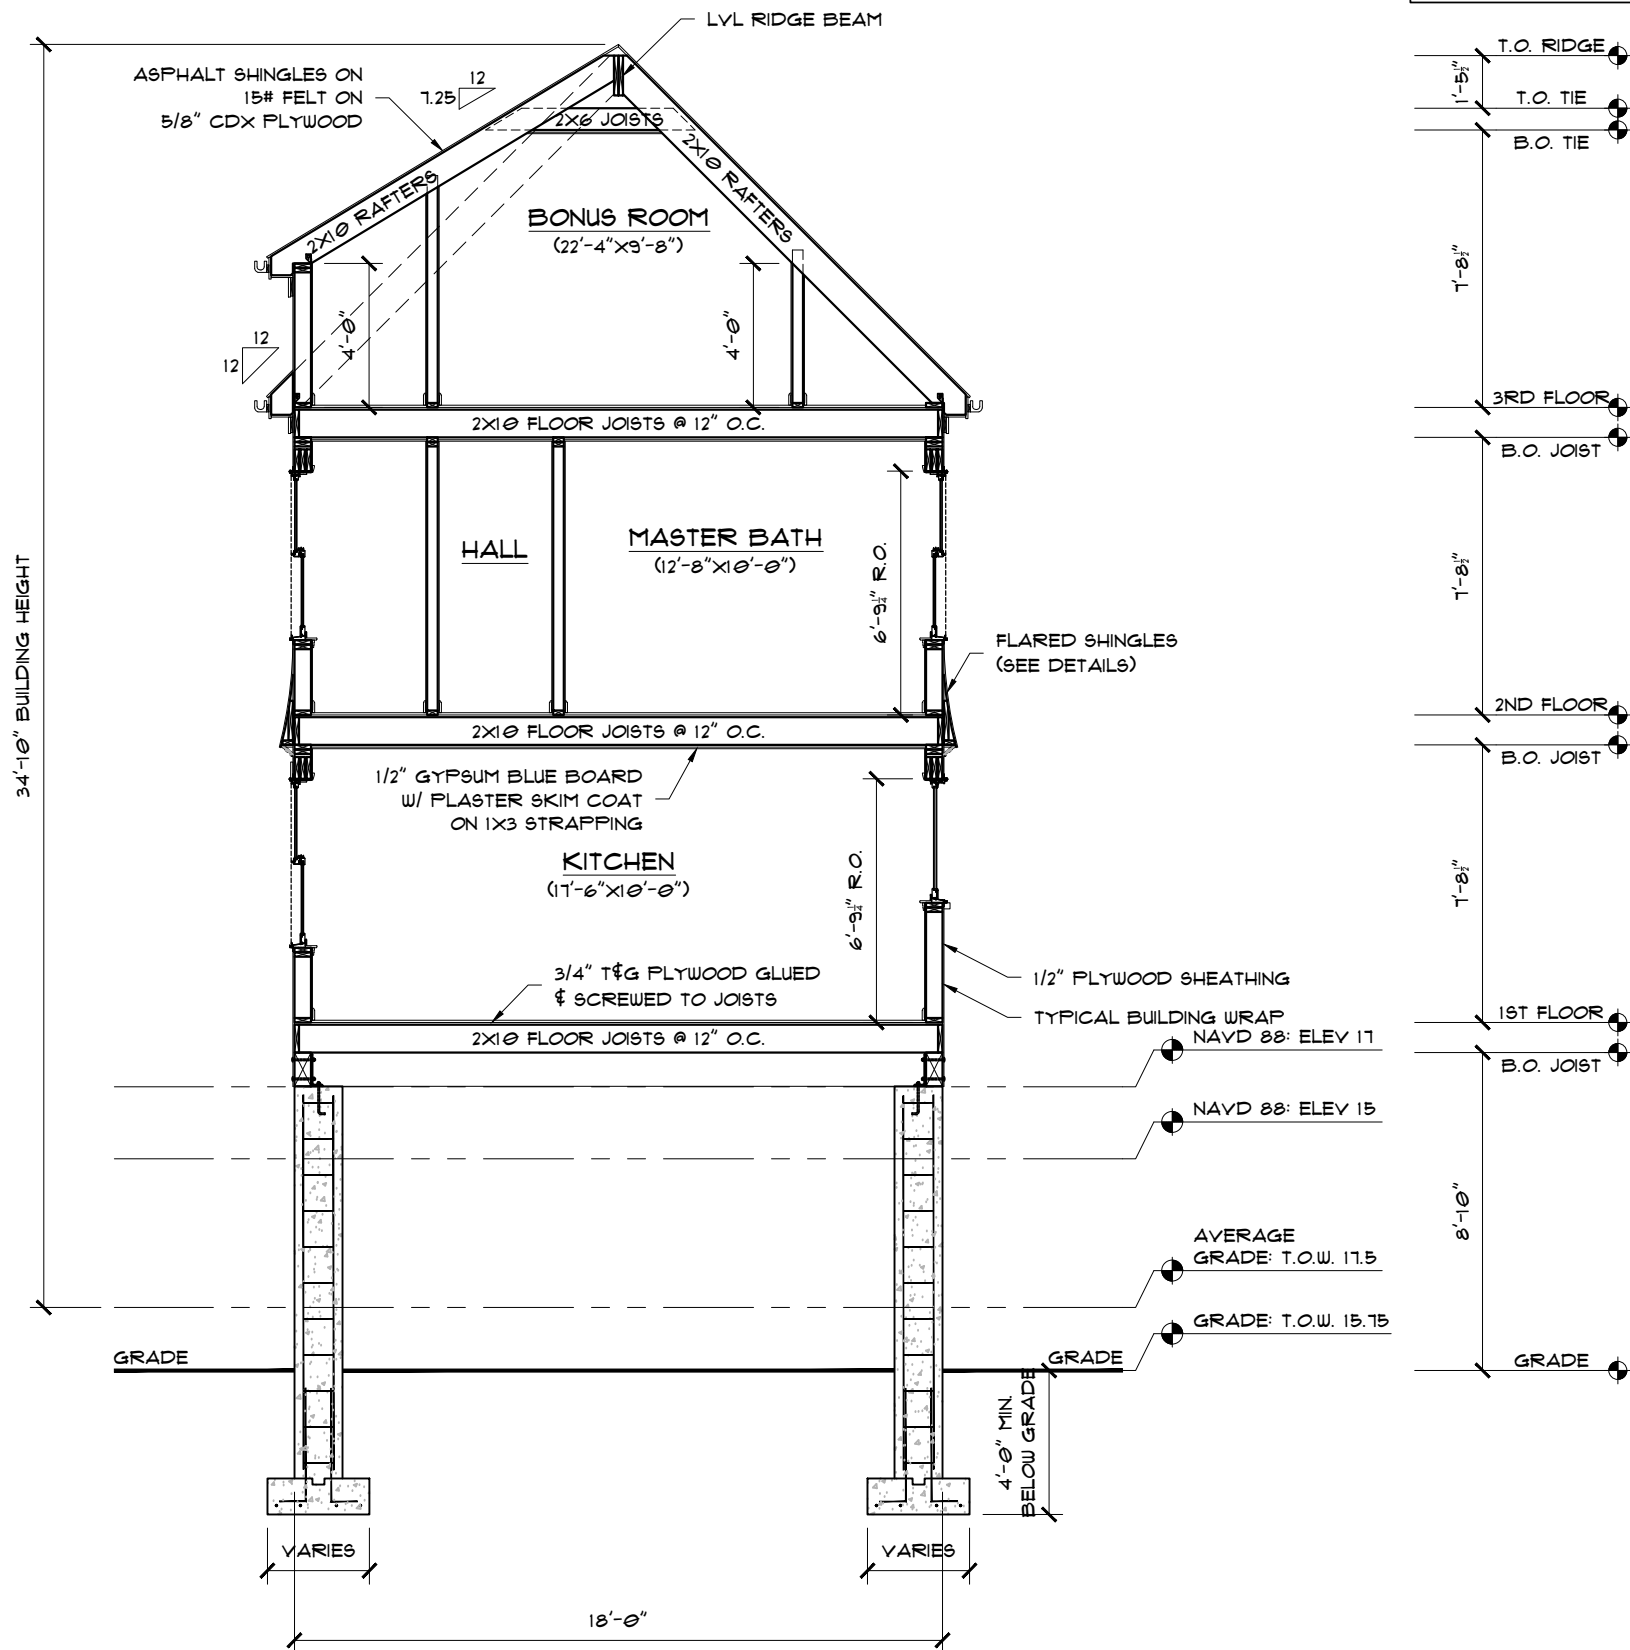 LVL RIDGE BEAM
ASPHALT SHINGLES ON
15# FELT ON
5/8" CDX PLYWOOD
12
7.25
2X6 JOISTS
2X10 RAFTERS
2X10 RAFTERS
BONUS ROOM
(22'-4"X9'-8")
12
12
4'-0"
4'-0"
2X10 FLOOR JOISTS @ 12" O.C.
HALL
MASTER BATH
(12'-8"X10'-0")
6'-9¼" R.O.
FLARED SHINGLES
(SEE DETAILS)
34'-10" BUILDING HEIGHT
2X10 FLOOR JOISTS @ 12" O.C.
1/2" GYPSUM BLUE BOARD
W/ PLASTER SKIM COAT
ON 1X3 STRAPPING
KITCHEN
(17'-6"X10'-0")
6'-9¼" R.O.
3/4" T&G PLYWOOD GLUED
& SCREWED TO JOISTS
1/2" PLYWOOD SHEATHING
TYPICAL BUILDING WRAP
2X10 FLOOR JOISTS @ 12" O.C.
NAVD 88: ELEV 17
NAVD 88: ELEV 15
AVERAGE
GRADE: T.O.W. 17.5
GRADE: T.O.W. 15.75
GRADE
GRADE
4'-0" MIN.
BELOW GRADE
VARIES
VARIES
18'-0"
T.O. RIDGE
1'-5½"
T.O. TIE
B.O. TIE
7'-8½"
3RD FLOOR
B.O. JOIST
7'-8½"
2ND FLOOR
B.O. JOIST
7'-8½"
1ST FLOOR
B.O. JOIST
8'-10"
GRADE